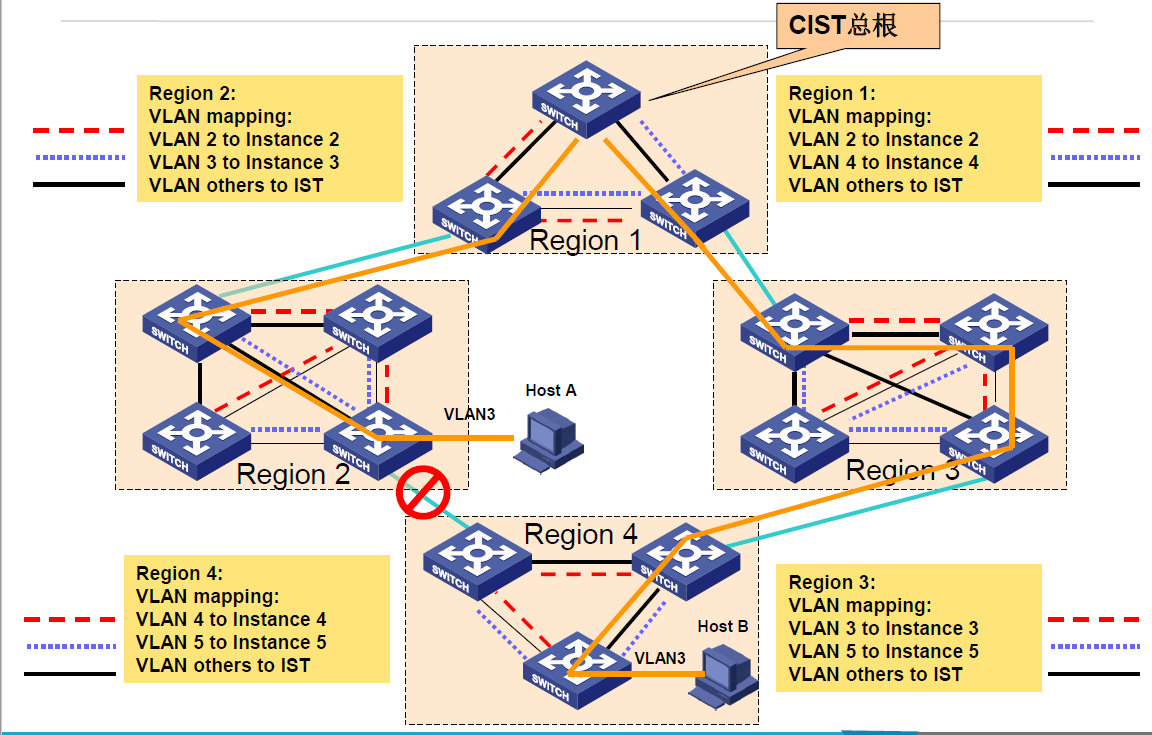 CIST总根
Region 2:
VLAN mapping:
VLAN 2 to Instance 2
VLAN 3 to Instance 3
VLAN others to IST
Region 1:
VLAN mapping:
VLAN 2 to Instance 2
VLAN 4 to Instance 4
VLAN others to IST
SWITCH
SWITCH
SWITCH
Region 1
SWITCH
SWITCH
SWITCH
SWITCH
Region 2
VLAN3
Host A
SWITCH
SWITCH
SWITCH
SWITCH
Region 3
Region 4
SWITCH
SWITCH
SWITCH
VLAN3
Host B
Region 4:
VLAN mapping:
VLAN 4 to Instance 4
VLAN 5 to Instance 5
VLAN others to IST
Region 3:
VLAN mapping:
VLAN 3 to Instance 3
VLAN 5 to Instance 5
VLAN others to IST